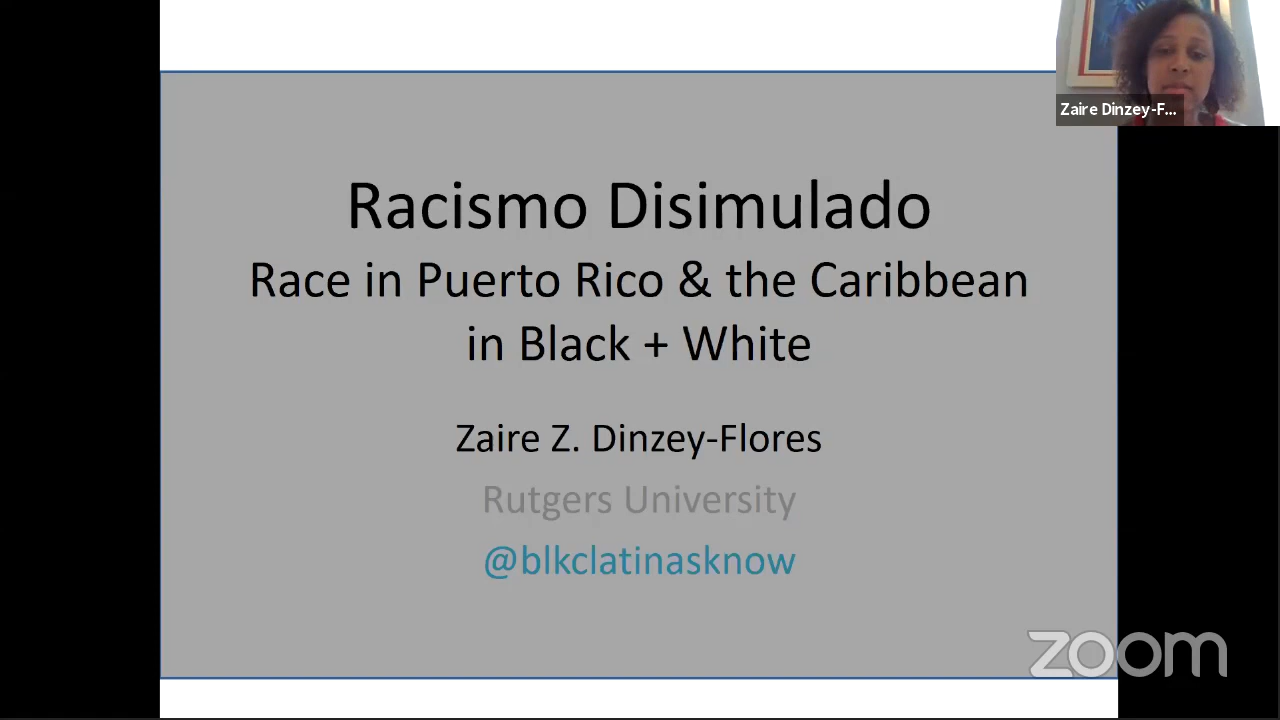 Zaire Dinzey-F...
Racismo Disimulado
Race in Puerto Rico & the Caribbean
in Black + White
Zaire Z. Dinzey-Flores
Rutgers University
@blkclatinasknow
zoom